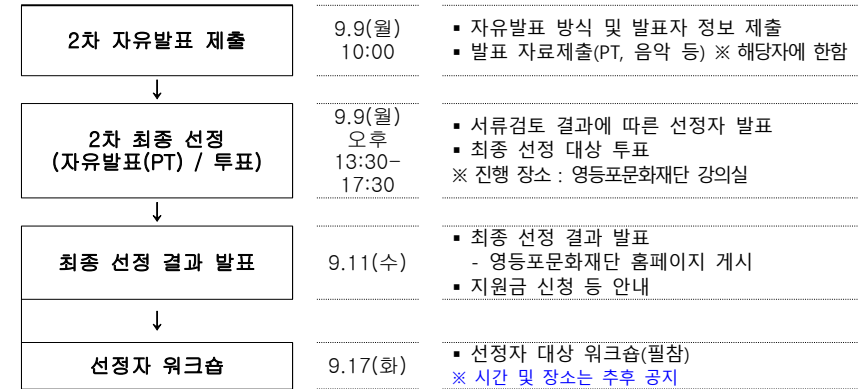 2차 자유발표 제출
9.9(월)
10:00
▪ 자유발표 방식 및 발표자 정보 제출
▪ 발표 자료제출(PT, 음악 등) ※ 해당자에 한함
↓
2차 최종 선정
(자유발표(PT) / 투표)
9.9(월)
오후
13:30-
17:30
▪ 서류검토 결과에 따른 선정자 발표
▪ 최종 선정 대상 투표
※ 진행 장소 : 영등포문화재단 강의실
↓
최종 선정 결과 발표
9.11(수)
▪ 최종 선정 결과 발표
- 영등포문화재단 홈페이지 게시
▪ 지원금 신청 등 안내
↓
선정자 워크숍
9.17(화)
▪ 선정자 대상 워크숍(필참)
※ 시간 및 장소는 추후 공지